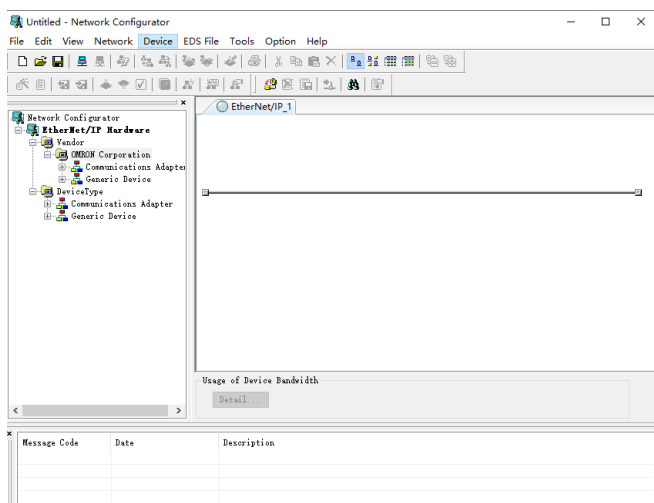 Untitled - Network Configurator
File Edit View Network Device EDS File Tools Option Help
EtherNet/IP_1
Network Configurator
EtherNet/IP Hardware
Vendor
OMRON Corporation
Communications Adapter
Generic Device
DeviceType
Communications Adapter
Generic Device
Usage of Device Bandwidth
Detail...
Message Code Date Description